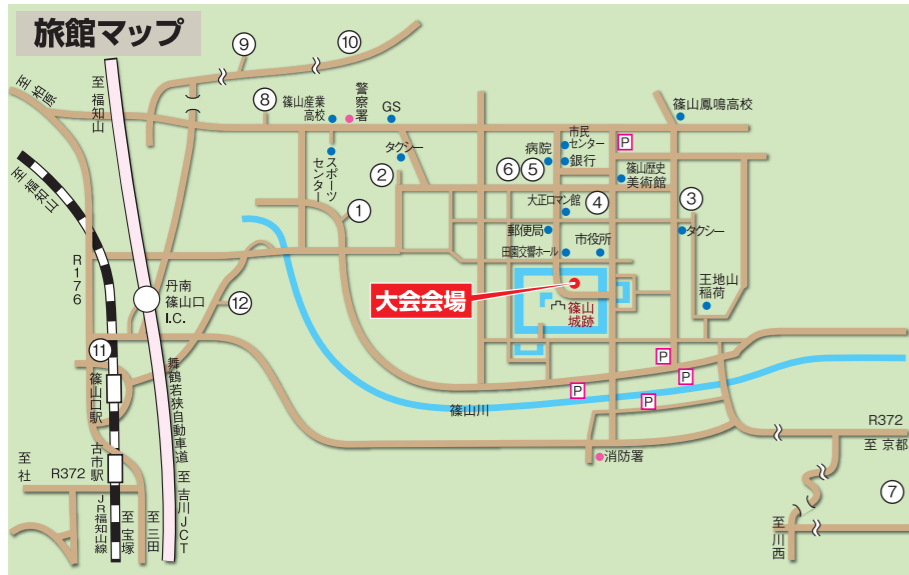 旅館マップ
至 柏原
至 福知山
至 福知山
⑨
⑩
⑧
篠山産業
高校
警察署
GS
スポーツ
センター
タクシー
②
①
篠山鳳鳴高校
P
市民
センター
病院
銀行
⑥
⑤
篠山歴史
美術館
大正ロマン館
④
③
郵便局
タクシー
田園交響ホール
市役所
王地山
稲荷
大会会場
篠山
城跡
R176
丹南
篠山口
I.C.
⑫
⑪
篠山口駅
舞鶴若狭自動車道
至 吉川JCT
篠山川
P
P
P
P
古市駅
至 社
R372
JR福知山線
至 宝塚
至 三田
消防署
R372
至 京都
⑦
至 川西